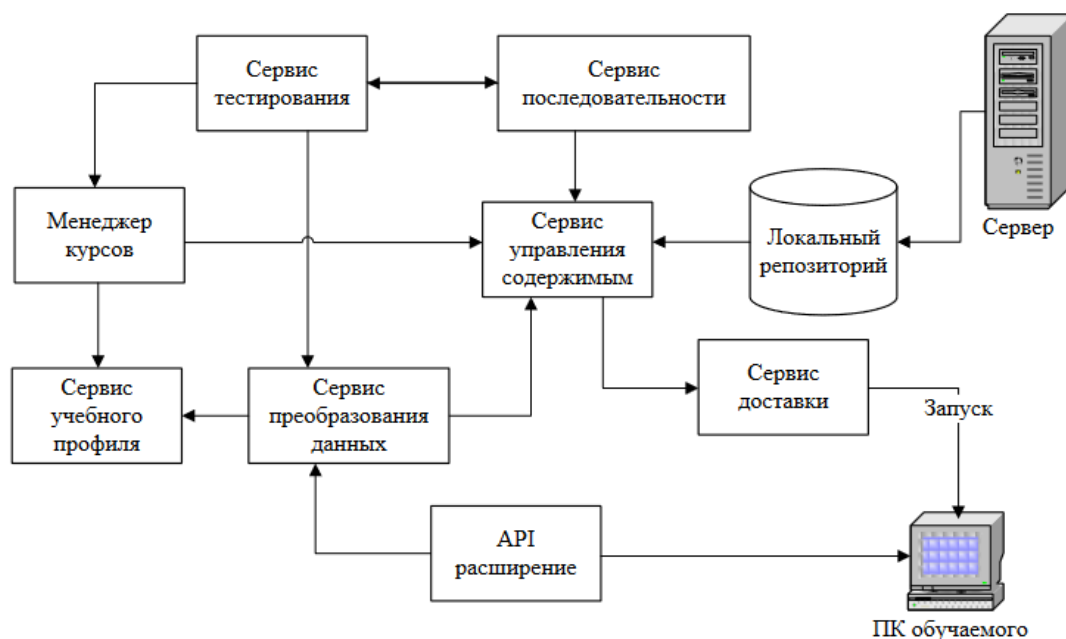 Сервис
тестирования
Сервис
последовательности
Менеджер
курсов
Сервис
управления
содержимым
Локальный
репозиторий
Сервер
Сервис
учебного
профиля
Сервис
преобразования
данных
Сервис
доставки
Запуск
API
расширение
ПК обучаемого